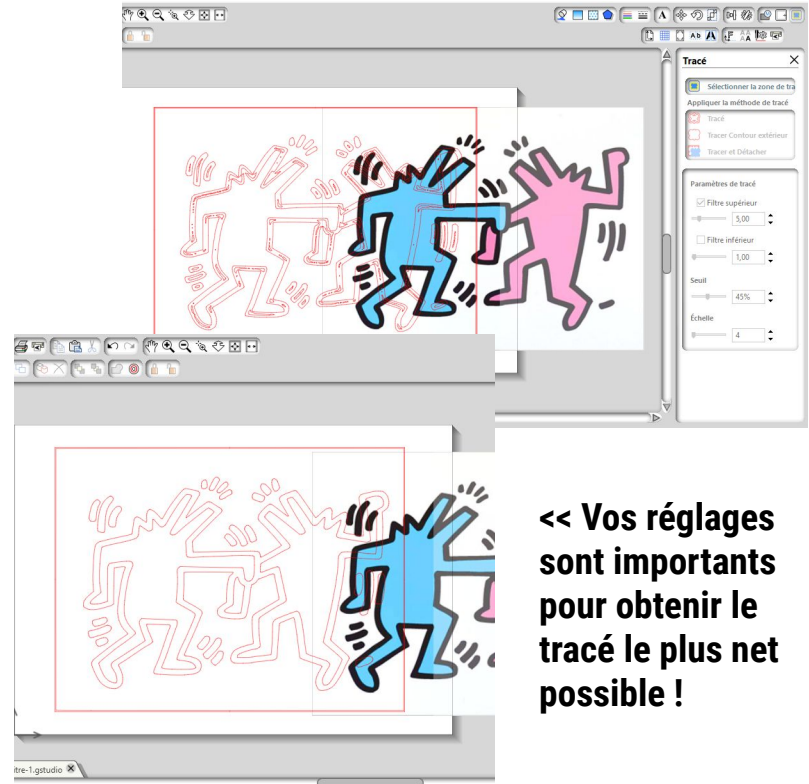 Tracé
Sélectionner la zone de tra
Appliquer la méthode de tracé
Tracé
Tracer Contour extérieur
Tracer et Détacher
Paramètres de tracé
Filtre supérieur
5,00
Filtre inférieur
1,00
Seuil
45%
Échelle
4
<< Vos réglages
sont importants
pour obtenir le
tracé le plus net
possible !
itre-1.gstudio